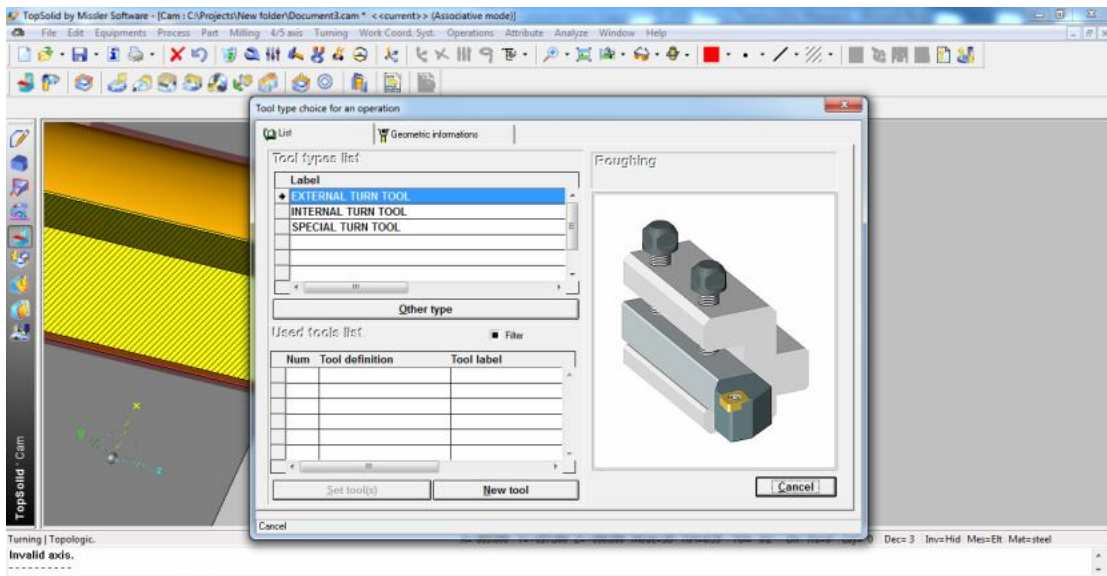 TopSolid by Missler Software - [Cam : C:\Projects\New folder\Document3.cam * <<current>> (Associative mode)]
File Edit Equipments Process Part Milling 4/5 axis Turning Work Coord. Syst. Operations Attribute Analyze Window Help
Tool type choice for an operation
List Geometric informations
Tool types list
Roughing
Label
EXTERNAL TURN TOOL
INTERNAL TURN TOOL
SPECIAL TURN TOOL
Other type
Used tools list Filter
Num Tool definition Tool label
Set tool(s) New tool
Cancel
Cancel
x
y
z
TopSolid'Cam
Turning | Topologic.
Dec= 3 Inv=Hid Mes=Elt Mat=steel
Invalid axis.
----------